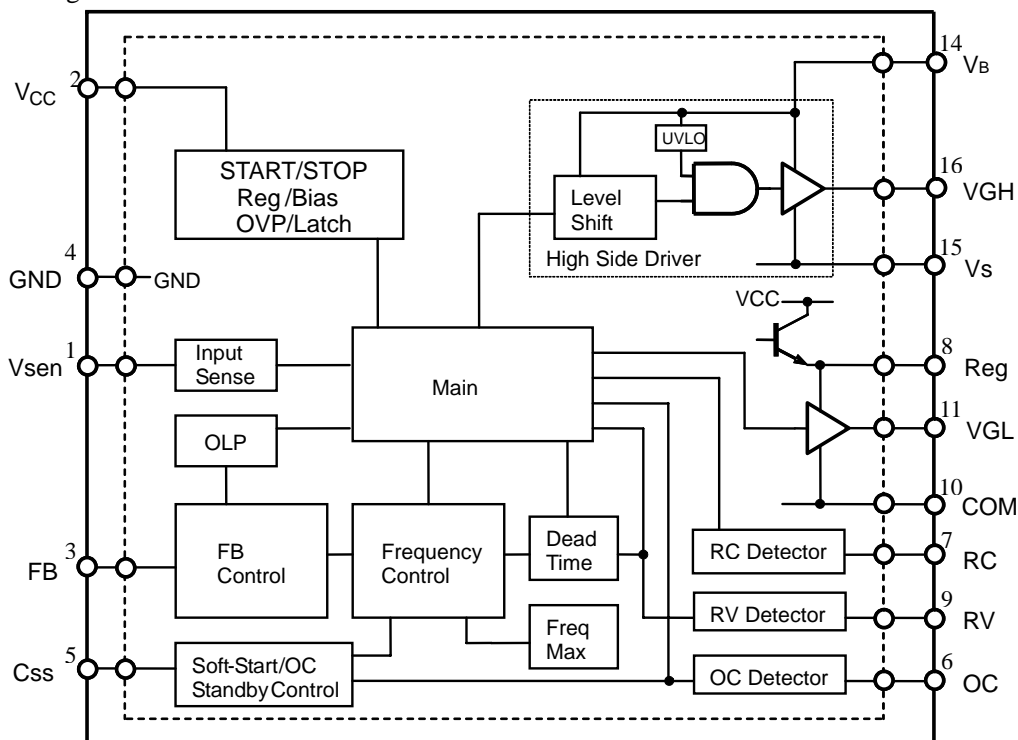 14
VB
2
VCC
UVLO
START/STOP
Reg/Bias
OVP/Latch
Level
Shift
16
VGH
High Side Driver
15
Vs
4
GND
GND
VCC
1
Vsen
Input
Sense
Main
8
Reg
OLP
11
VGL
10
COM
3
FB
FB
Control
Frequency
Control
Dead
Time
RC Detector
7
RC
Freq
Max
RV Detector
9
RV
5
Css
Soft-Start/OC
Standby Control
OC Detector
6
OC